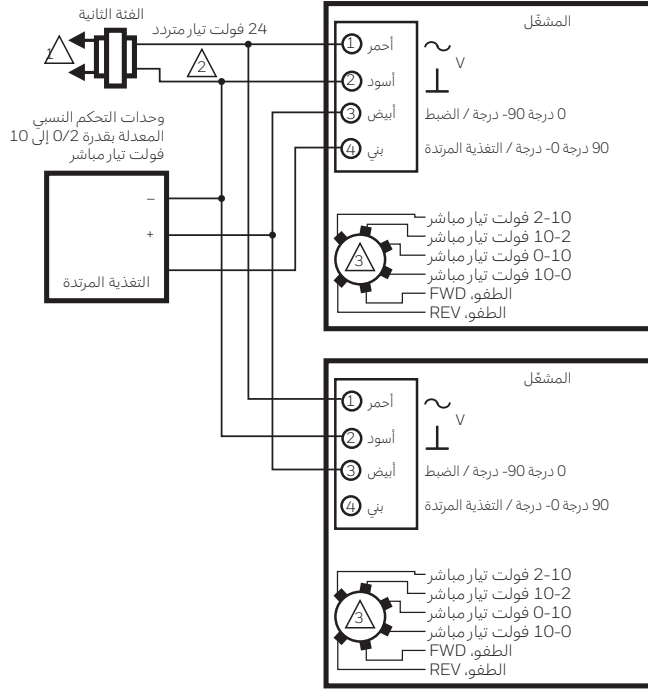 الفئة الثانية
24 فولت تيار متردد
1
2
وحدات التحكم النسبي
المعدلة بقدرة 0/2 إلى 10
فولت تيار مباشر
–
+
التغذية المرتدة
المشغّل
1 أحمر
2 أسود
3 أبيض
4 بني
V
0 درجة 90- درجة / الضبط
90 درجة 0- درجة / التغذية المرتدة
3
2-10 فولت تيار مباشر
10-2 فولت تيار مباشر
0-10 فولت تيار مباشر
10-0 فولت تيار مباشر
الطفو، FWD
الطفو، REV
المشغّل
1 أحمر
2 أسود
3 أبيض
4 بني
V
0 درجة 90- درجة / الضبط
90 درجة 0- درجة / التغذية المرتدة
3
2-10 فولت تيار مباشر
10-2 فولت تيار مباشر
0-10 فولت تيار مباشر
10-0 فولت تيار مباشر
الطفو، FWD
الطفو، REV